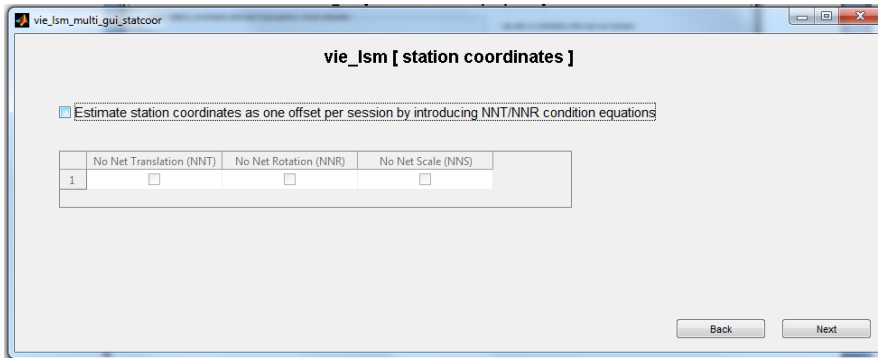 vie_lsm_multi_gui_statcoor
vie_lsm [ station coordinates ]
Estimate station coordinates as one offset per session by introducing NNT/NNR condition equations
No Net Translation (NNT) No Net Rotation (NNR) No Net Scale (NNS)
1
Back Next